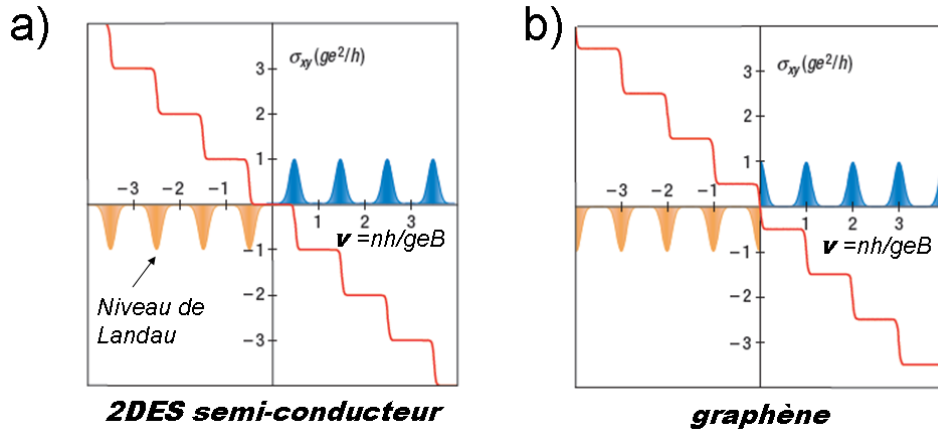 a)
σxy(ge²/h)
3
2
1
−3 −2 −1
1 2 3
ν =nh/geB
−1
−2
−3
Niveau de
Landau
2DES semi-conducteur
b)
σxy(ge²/h)
3
2
1
−3 −2 −1
1 2 3
ν =nh/geB
−1
−2
−3
graphène